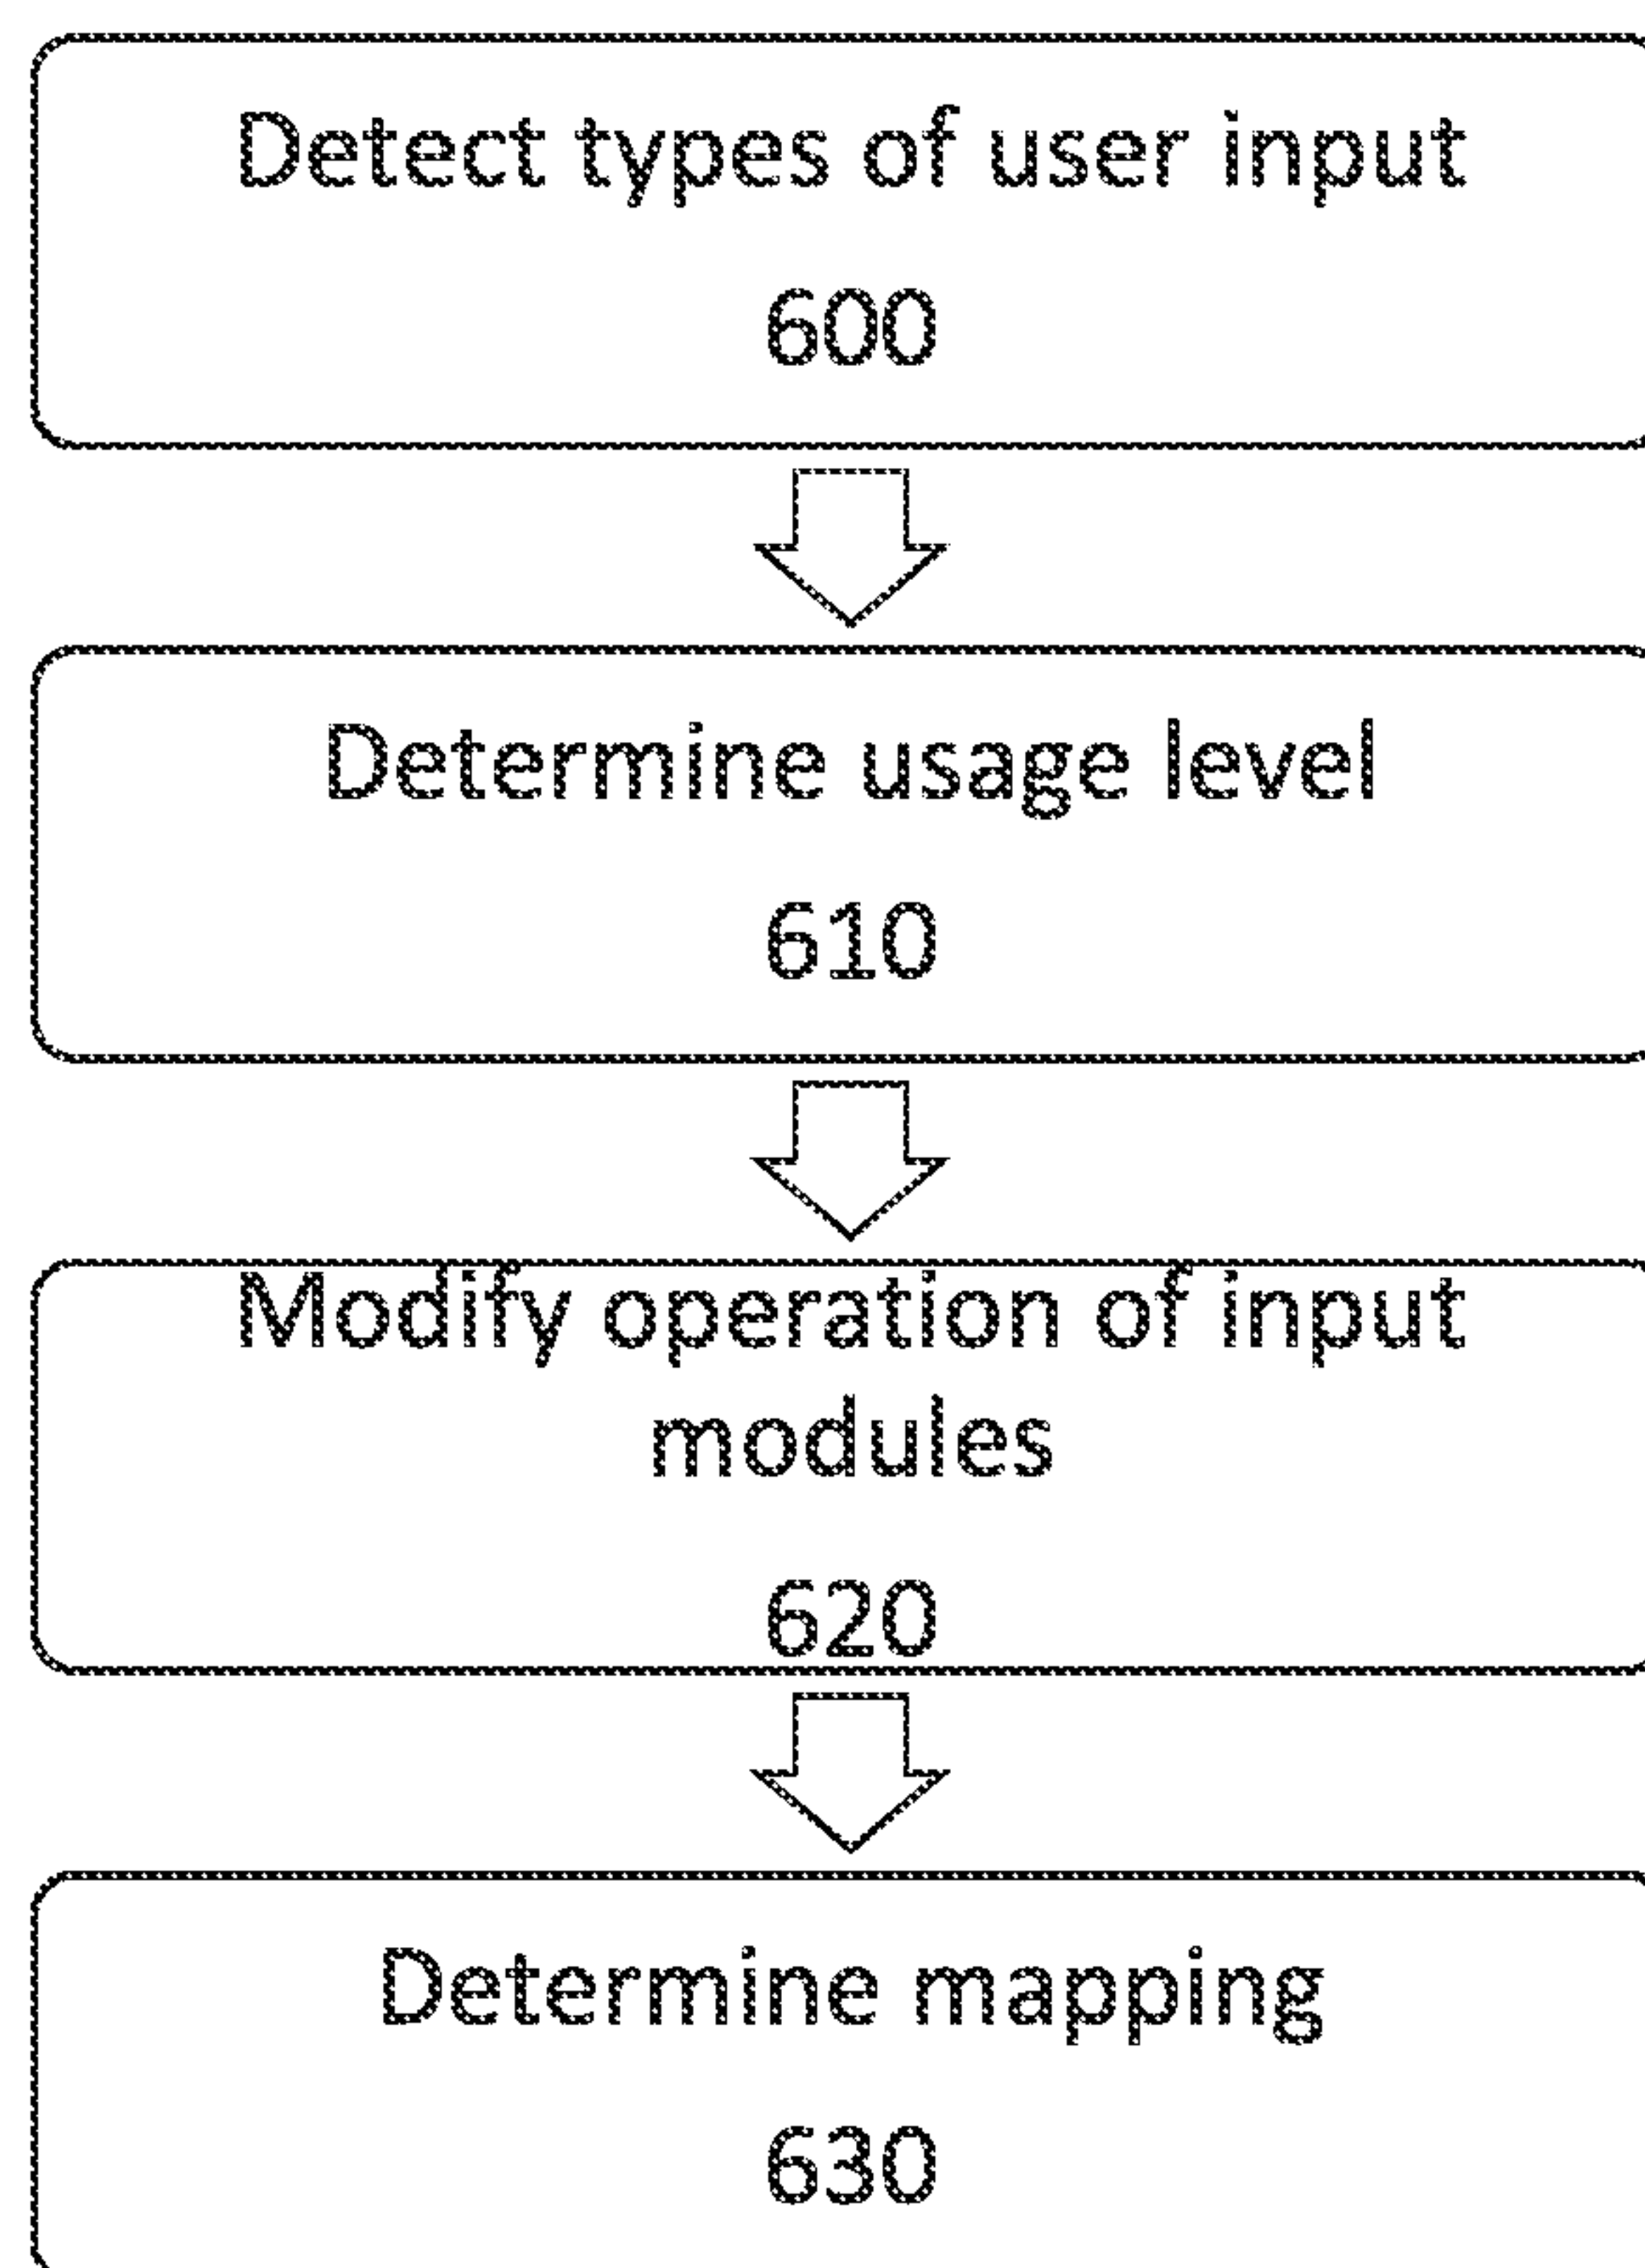 Detect types of user input
600
Determine usage level
610
Modify operation of input
modules
620
Determine mapping
630